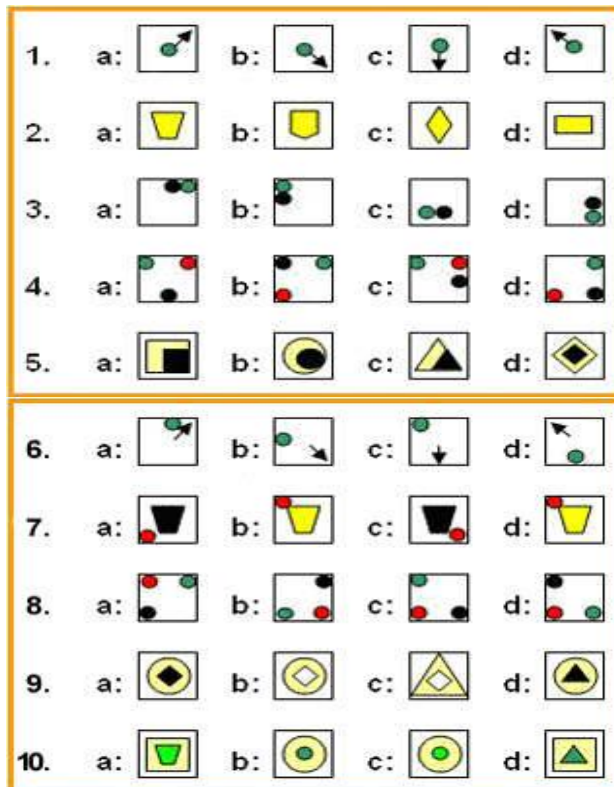 1. a: b: c: d:
2. a: b: c: d:
3. a: b: c: d:
4. a: b: c: d:
5. a: b: c: d:
6. a: b: c: d:
7. a: b: c: d:
8. a: b: c: d:
9. a: b: c: d:
10. a: b: c: d: